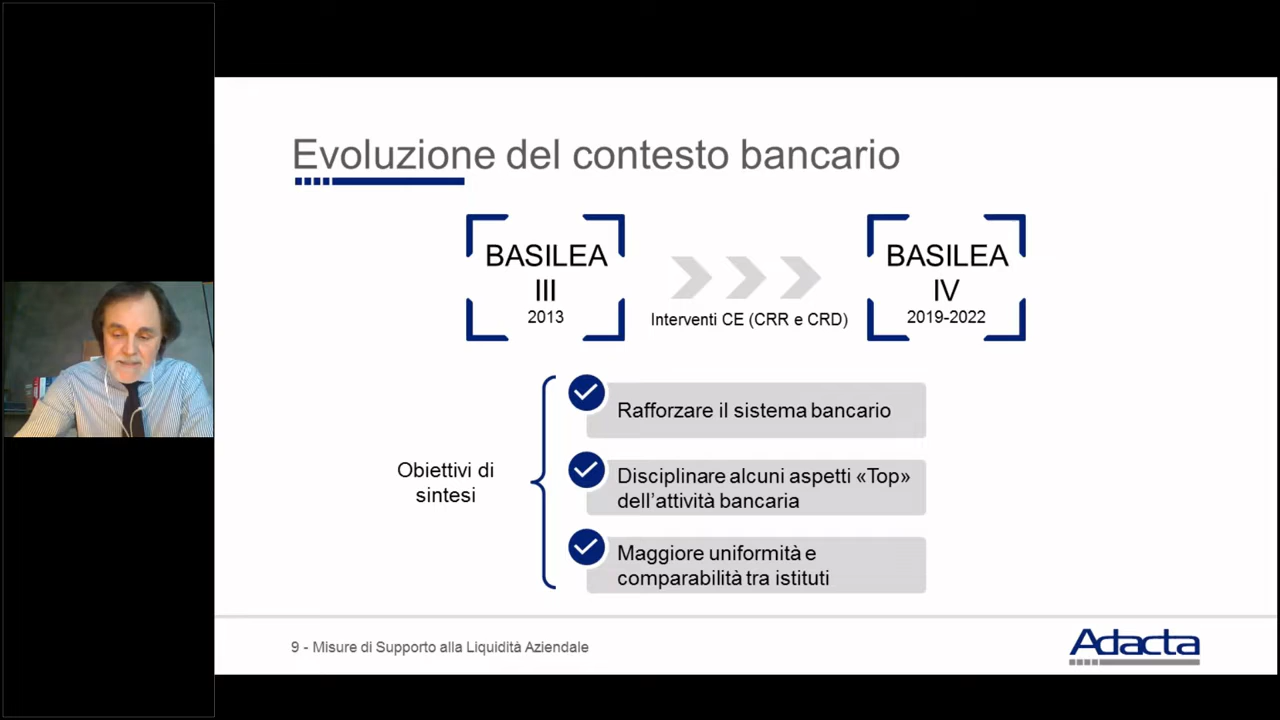 Evoluzione del contesto bancario
BASILEA
III
2013
Interventi CE (CRR e CRD)
BASILEA
IV
2019-2022
Obiettivi di
sintesi
Rafforzare il sistema bancario
Disciplinare alcuni aspetti «Top»
dell'attività bancaria
Maggiore uniformità e
comparabilità tra istituti
9 - Misure di Supporto alla Liquidità Aziendale
Adacta